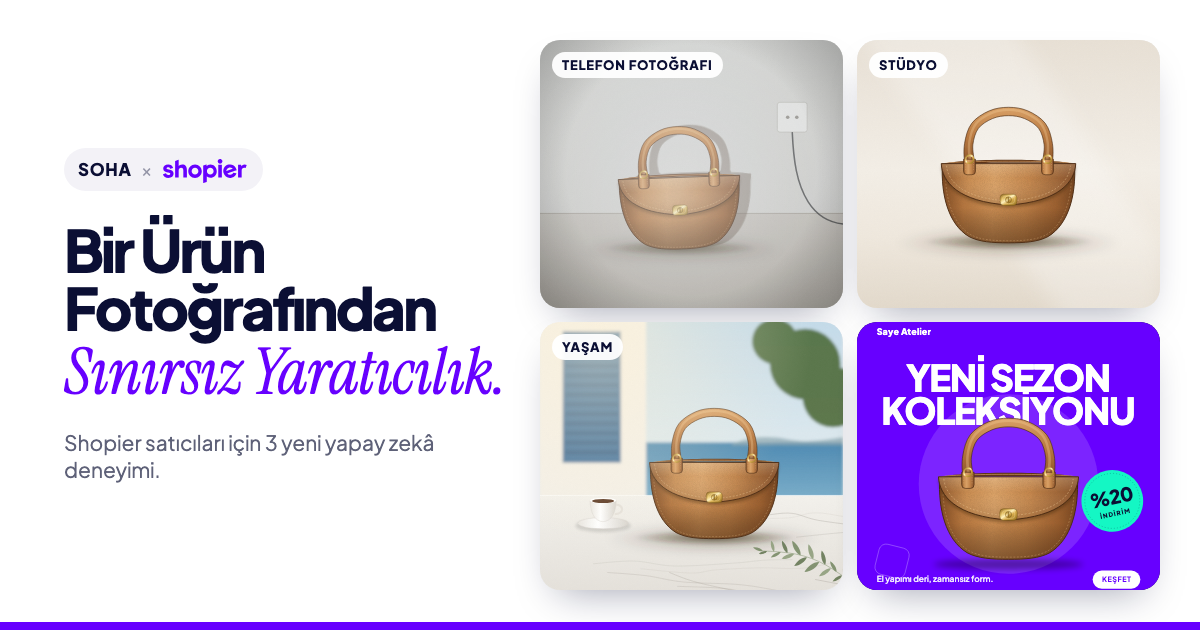 SOHA × shopier
Bir Ürün
Fotoğrafından
Sınırsız Yaratıcılık.
Shopier satıcıları için 3 yeni yapay zekâ
deneyimi.
TELEFON FOTOĞRAFI
STÜDYO
YAŞAM
Saye Atelier
YENİ SEZON
KOLEKSİYONU
%20
İNDİRİM
El yapımı deri, zamansız form.
KEŞFET